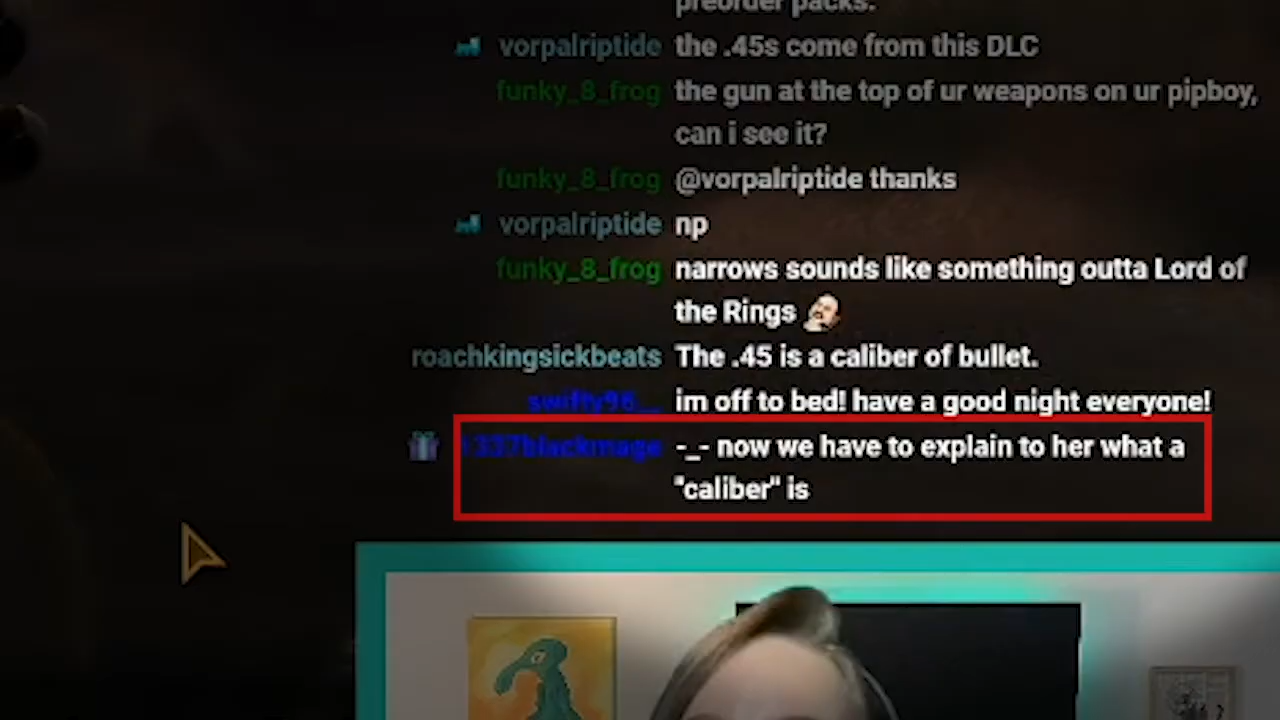 preorder packs.
vorpalriptide the .45s come from this DLC
funky_8_frog the gun at the top of ur weapons on ur pipboy,
can i see it?
funky_8_frog @vorpalriptide thanks
vorpalriptide np
funky_8_frog narrows sounds like something outta Lord of
the Rings
roachkingsickbeats The .45 is a caliber of bullet.
im off to bed! have a good night everyone!
1337blackmage -_- now we have to explain to her what a
"caliber" is